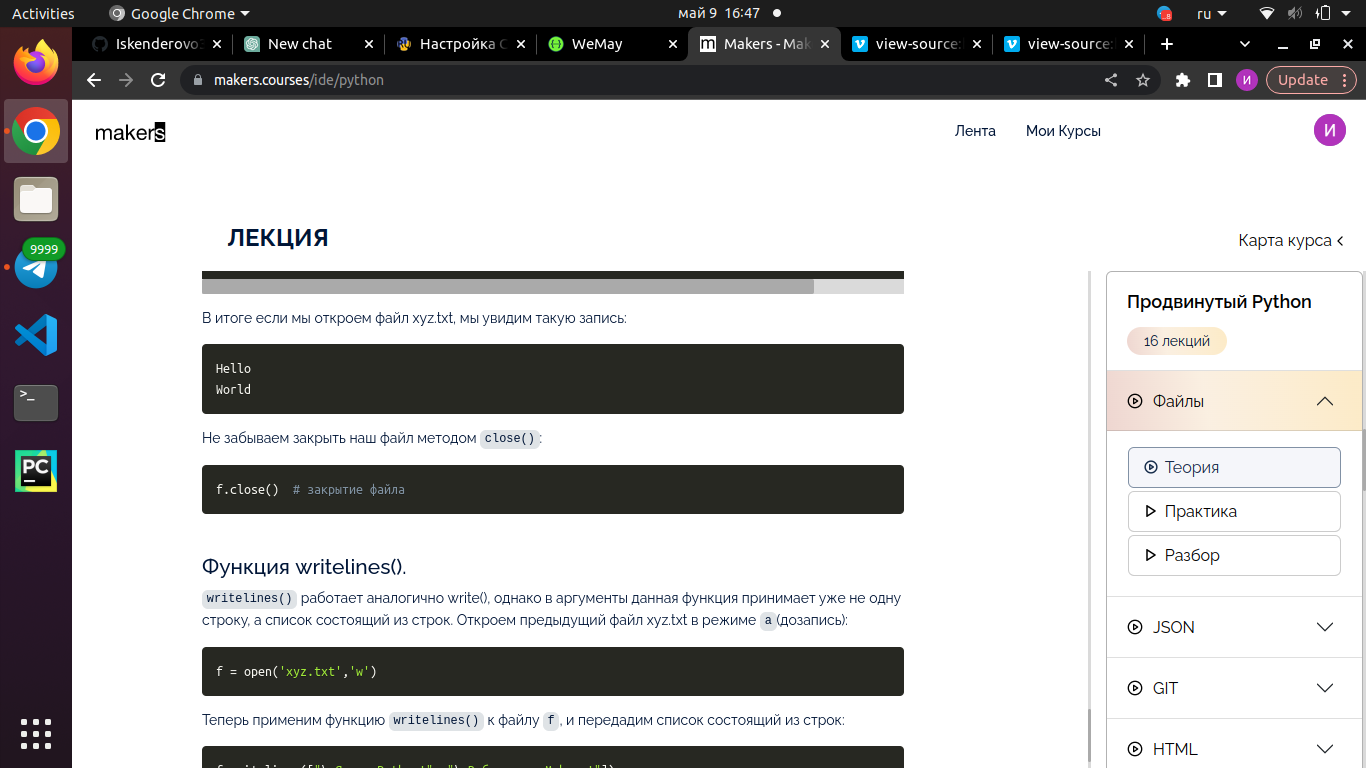 Activities Google Chrome май 9 16:47 ru
Iskenderovo New chat Настройка WeMay Makers - Mak view-source: view-source:
makers.courses/ide/python И Update
makers Лента Мои Курсы И
9999
ЛЕКЦИЯ
Карта курса
В итоге если мы откроем файл xyz.txt, мы увидим такую запись:
Hello
World
Не забываем закрыть наш файл методом close():
f.close() # закрытие файла
Функция writelines().
writelines() работает аналогично write(), однако в аргументы данная функция принимает уже не одну
строку, а список состоящий из строк. Откроем предыдущий файл xyz.txt в режиме a(дозапись):
f = open('xyz.txt','w')
Теперь применим функцию writelines() к файлу f, и передадим список состоящий из строк:
Продвинутый Python
16 лекций
Файлы
Теория
Практика
Разбор
JSON
GIT
HTML
>_
PC